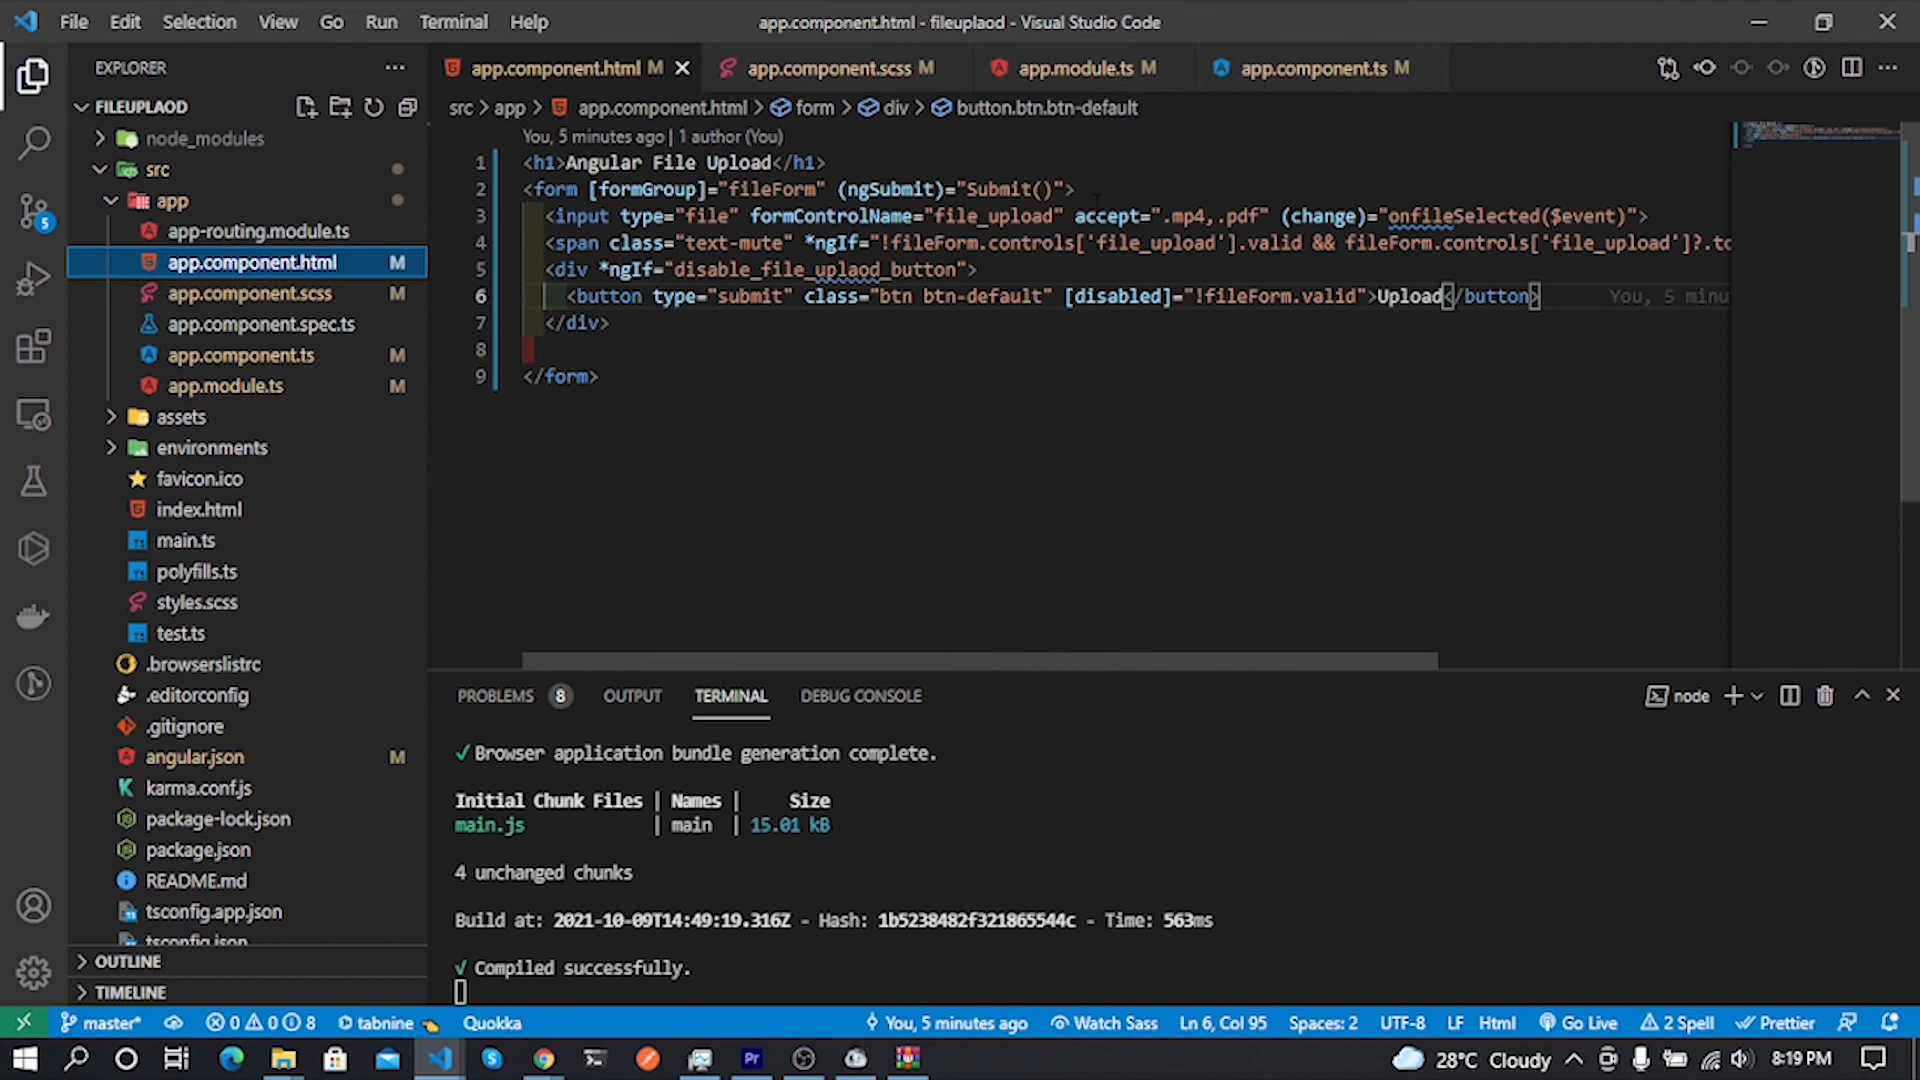 File Edit Selection View Go Run Terminal Help
app.component.html - fileuplaod - Visual Studio Code
EXPLORER
FILEUPLAOD
node_modules
src
app
app-routing.module.ts
app.component.html M
app.component.scss M
app.component.spec.ts
app.component.ts M
app.module.ts M
assets
environments
favicon.ico
index.html
main.ts
polyfills.ts
styles.scss
test.ts
.browserslistrc
.editorconfig
.gitignore
angular.json M
karma.conf.js
package-lock.json
package.json
README.md
tsconfig.app.json
tsconfig.json
OUTLINE
TIMELINE
5
app.component.html M
app.component.scss M
app.module.ts M
app.component.ts M
src > app > app.component.html > form > div > button.btn.btn-default
You, 5 minutes ago | 1 author (You)
1 <h1>Angular File Upload</h1>
2 <form [formGroup]="fileForm" (ngSubmit)="Submit()">
3 <input type="file" formControlName="file_upload" accept=".mp4,.pdf" (change)="onfileSelected($event)">
4 <span class="text-mute" *ngIf="!fileForm.controls['file_upload'].valid && fileForm.controls['file_upload']?.to
5 <div *ngIf="disable_file_uplaod_button">
6 <button type="submit" class="btn btn-default" [disabled]="!fileForm.valid">Upload</button> You, 5 minu
7 </div>
8
9 </form>
PROBLEMS 8 OUTPUT TERMINAL DEBUG CONSOLE
node
√ Browser application bundle generation complete.
Initial Chunk Files | Names | Size
main.js | main | 15.01 kB
4 unchanged chunks
Build at: 2021-10-09T14:49:19.316Z - Hash: 1b5238482f321865544c - Time: 563ms
√ Compiled successfully.
master* 0 0 8 tabnine Quokka
You, 5 minutes ago Watch Sass Ln 6, Col 95 Spaces: 2 UTF-8 LF Html Go Live 2 Spell Prettier
28°C Cloudy 8:19 PM